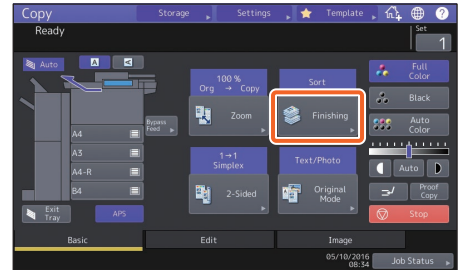 Copy
Storage
Settings
Template
Ready
Set
1
Auto
A
A
100 %
Org → Copy
Sort
Full
Color
Zoom
Finishing
Black
Bypass
Feed
Auto
Color
A4
A3
1→1
Simplex
Text/Photo
A4-R
Auto
B4
2-Sided
Original
Mode
Proof
Copy
Exit
Tray
APS
Stop
Basic
Edit
Image
05/10/2016
08:34
Job Status